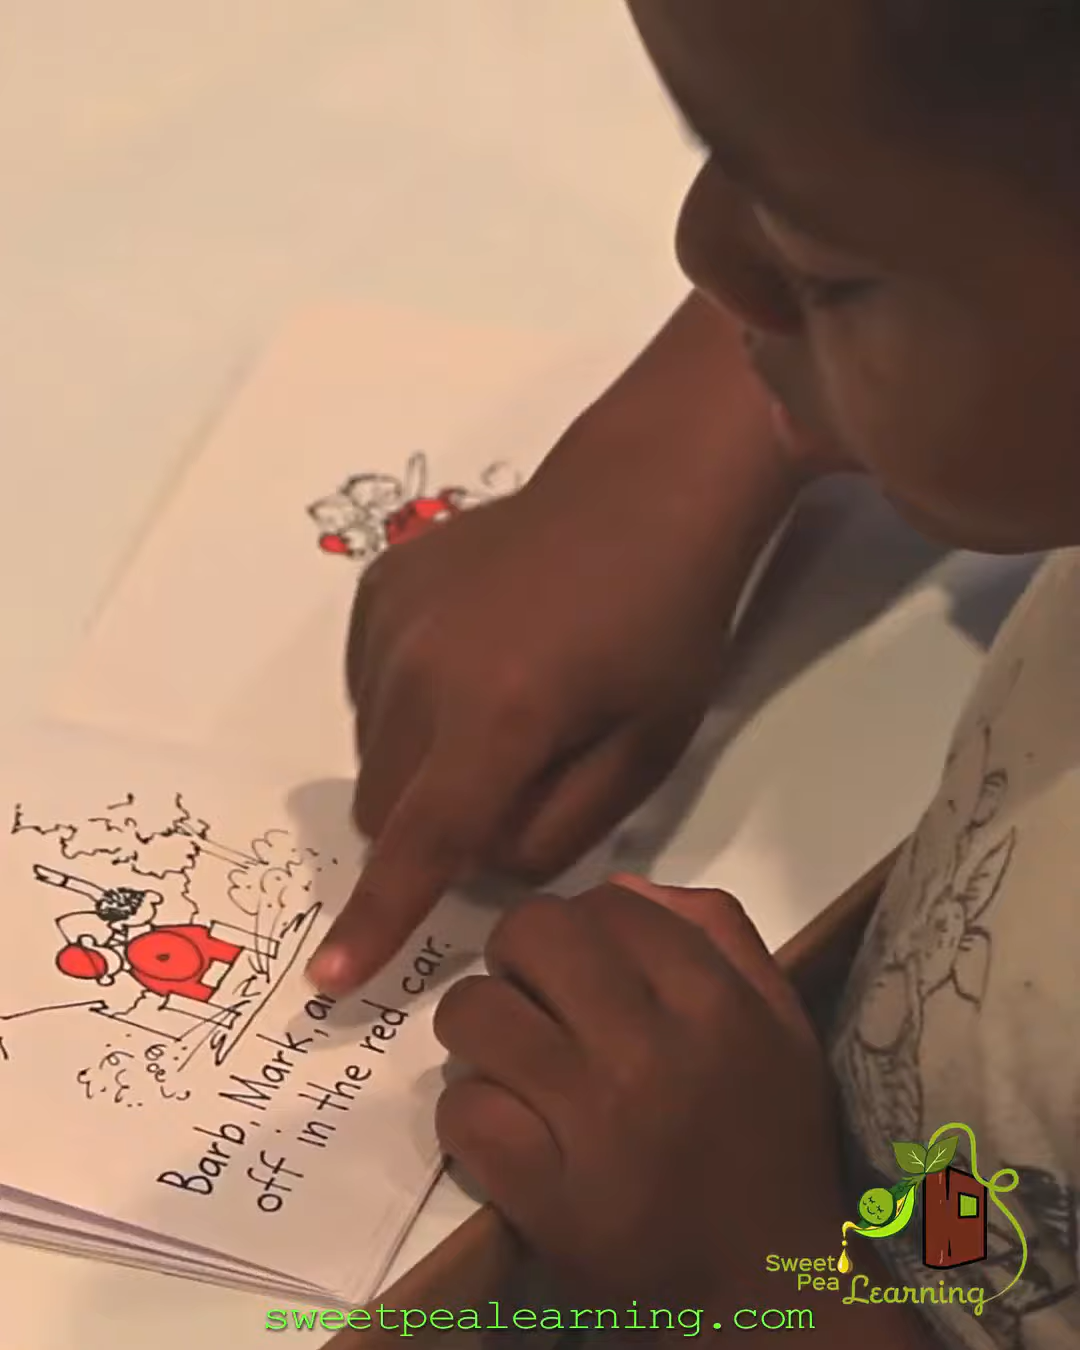 Barb, Mark, a
off in the red car.
Sweet
Pea Learning
sweetpealearning.com